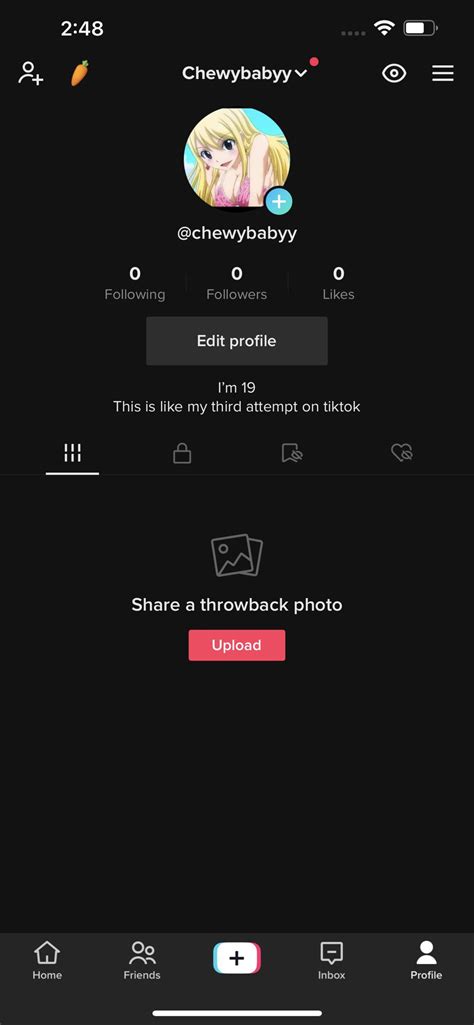 2:48
Chewybabyy
@chewybabyy
0 0 0
Following Followers Likes
Edit profile
I'm 19
This is like my third attempt on tiktok
Share a throwback photo
Upload
Home Friends Inbox Profile